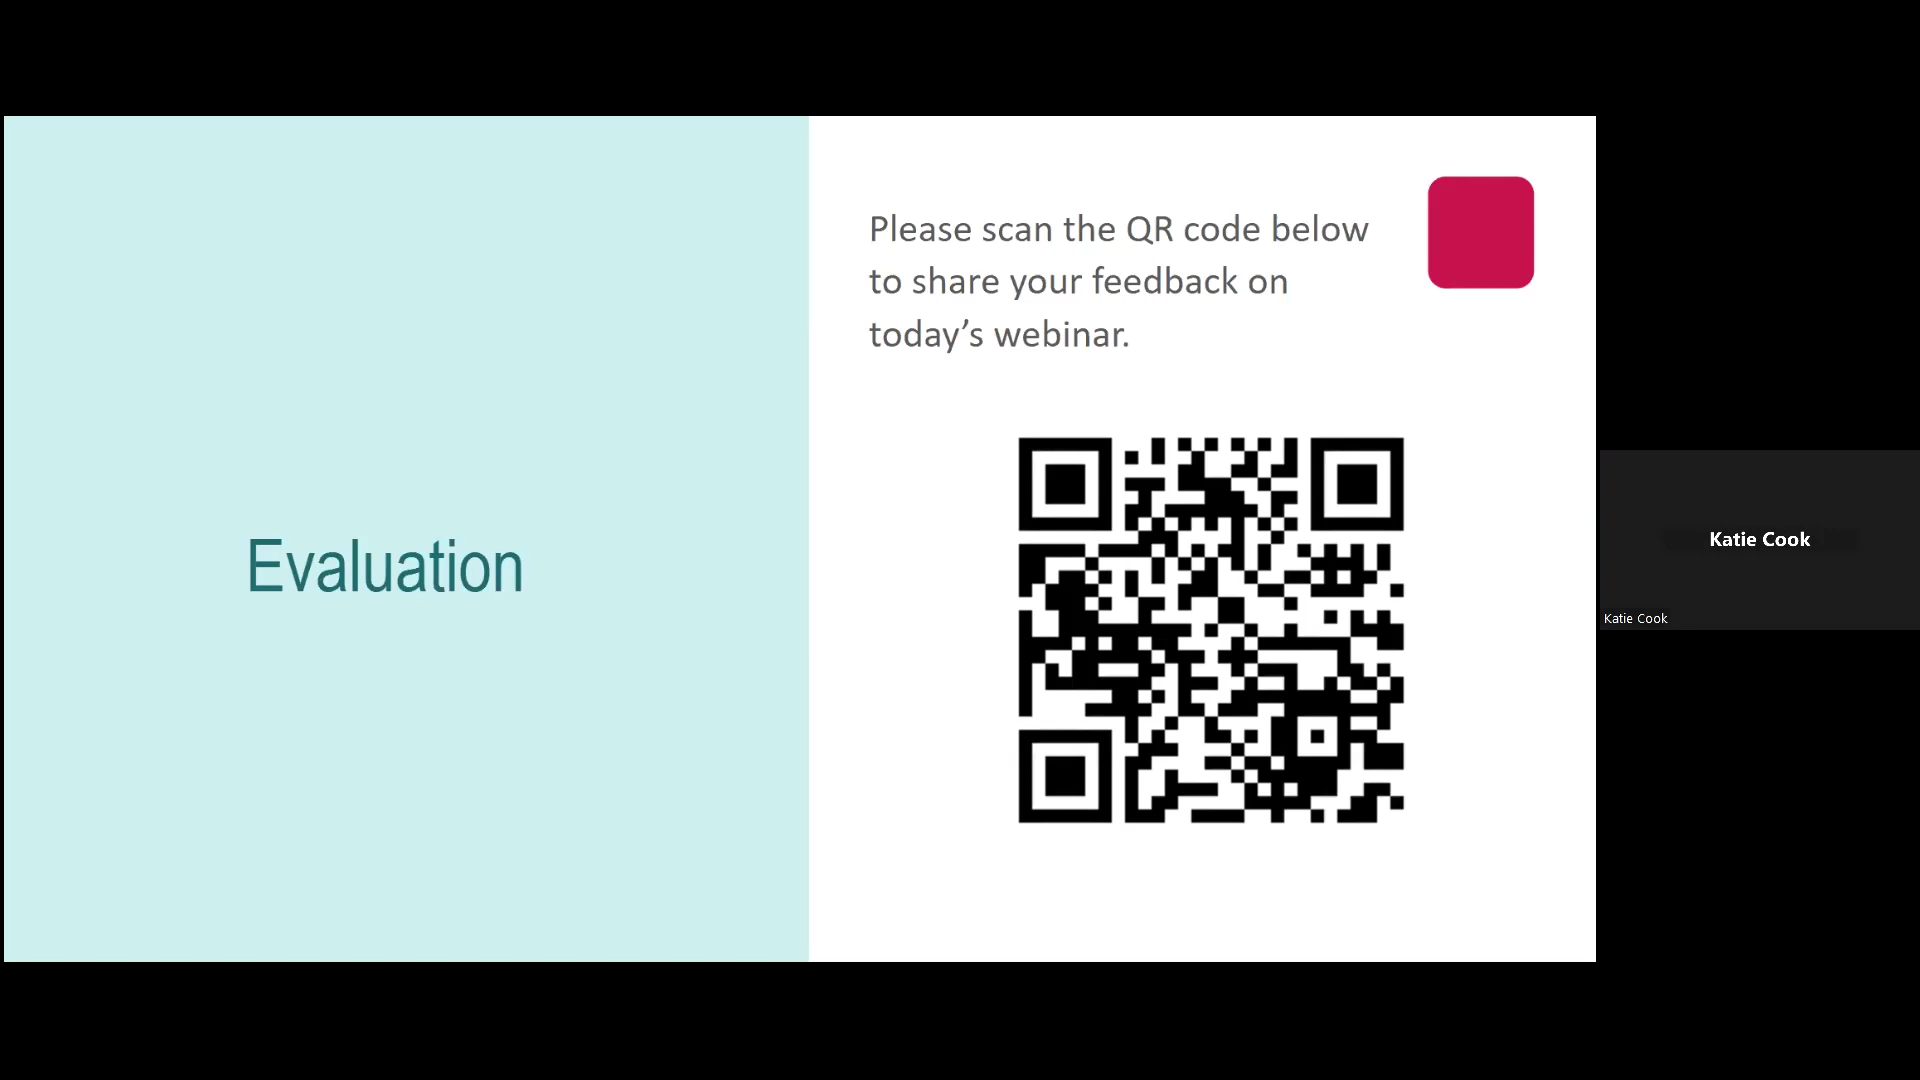 Please scan the QR code below
to share your feedback on
today’s webinar.
Evaluation
Katie Cook
Katie Cook